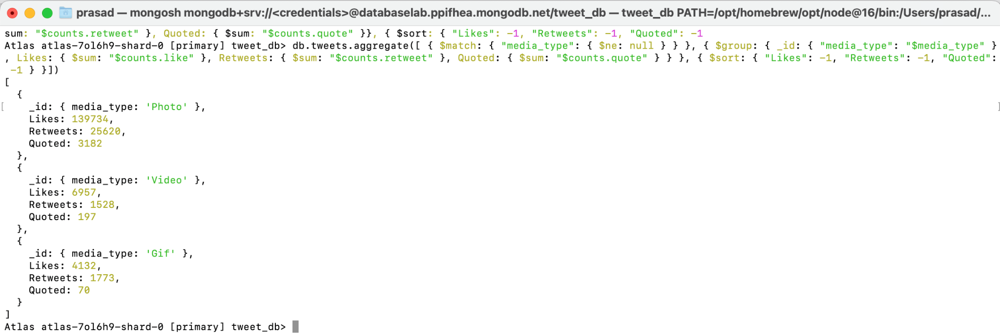 prasad — mongosh mongodb+srv://<credentials>@databaselab.ppifhea.mongodb.net/tweet_db — tweet_db PATH=/opt/homebrew/opt/node@16/bin:/Users/prasad/...
sum: "$counts.retweet" }, Quoted: { $sum: "$counts.quote" }}, { $sort: { "Likes": -1, "Retweets": -1, "Quoted": -1
Atlas atlas-7ol6h9-shard-0 [primary] tweet_db> db.tweets.aggregate([ { $match: { "media_type": { $ne: null } } }, { $group: { _id: { "media_type": "$media_type" }
, Likes: { $sum: "$counts.like" }, Retweets: { $sum: "$counts.retweet" }, Quoted: { $sum: "$counts.quote" } } }, { $sort: { "Likes": -1, "Retweets": -1, "Quoted":
 -1 } }])
[
  {
[    _id: { media_type: 'Photo' }, ]
    Likes: 139734,
    Retweets: 25620,
    Quoted: 3182
  },
  {
    _id: { media_type: 'Video' },
    Likes: 6957,
    Retweets: 1528,
    Quoted: 197
  },
  {
    _id: { media_type: 'Gif' },
    Likes: 4132,
    Retweets: 1773,
    Quoted: 70
  }
]
Atlas atlas-7ol6h9-shard-0 [primary] tweet_db>